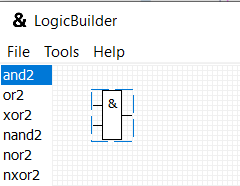 & LogicBuilder
File Tools Help
and2
or2
xor2
nand2
nor2
nxor2
&